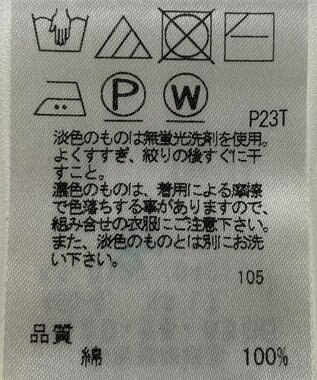 P
W
P23T
淡色のものは無蛍光洗剤を使用。
よくすすぎ、絞りの後すぐに干
すこと。
濃色のものは、着用による摩擦
で色落ちする事がありますので、
組み合せの衣服にご注意下さい。
また、淡色のものとは別にお洗
い下さい。
105
品質
綿 100%